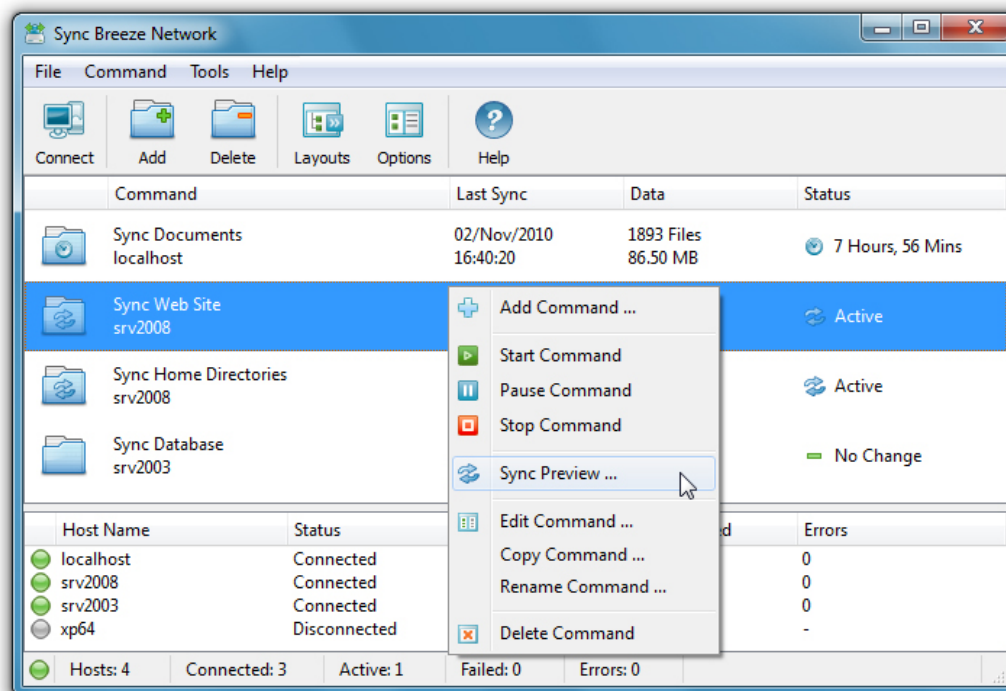 Sync Breeze Network
File Command Tools Help
Connect Add Delete Layouts Options Help
Command Last Sync Data Status
Sync Documents 02/Nov/2010 1893 Files 7 Hours, 56 Mins
localhost 16:40:20 86.50 MB
Sync Web Site Active
srv2008
Add Command ...
Start Command
Pause Command
Stop Command
Sync Preview ...
Edit Command ...
Copy Command ...
Rename Command ...
Delete Command
Sync Home Directories Active
srv2008
Sync Database No Change
srv2003
Host Name Status Errors
localhost Connected 0
srv2008 Connected 0
srv2003 Connected 0
xp64 Disconnected -
Hosts: 4 Connected: 3 Active: 1 Failed: 0 Errors: 0